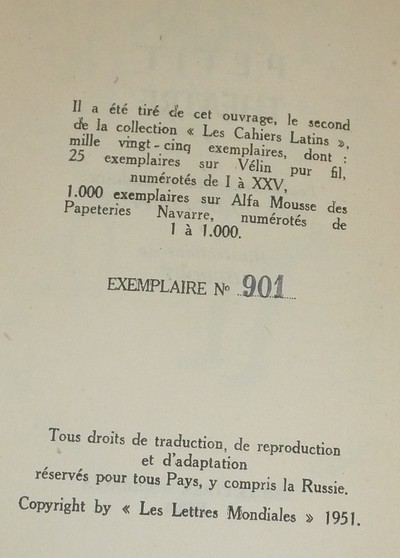 Il a été tiré de cet ouvrage, le second
de la collection « Les Cahiers Latins »,
mille vingt-cinq exemplaires, dont :
25 exemplaires sur Vélin pur fil,
numérotés de I à XXV,
1.000 exemplaires sur Alfa Mousse des
Papeteries Navarre, numérotés de
1 à 1.000.
EXEMPLAIRE No 901
Tous droits de traduction, de reproduction
et d'adaptation
réservés pour tous Pays, y compris la Russie.
Copyright by « Les Lettres Mondiales » 1951.